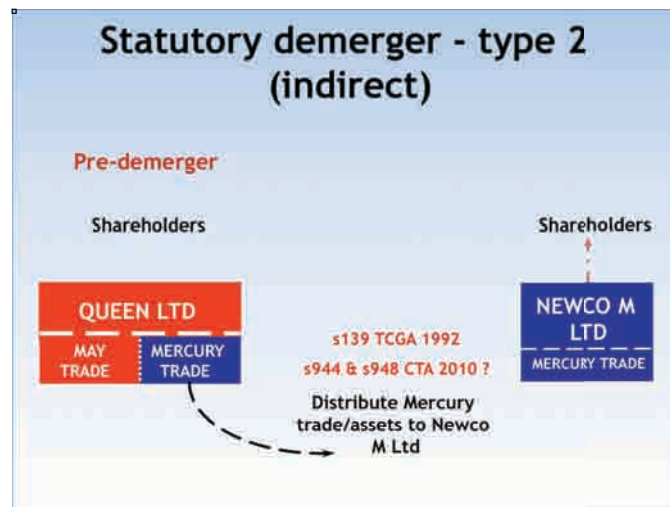 Statutory demerger - type 2
(indirect)
Pre-demerger
Shareholders
Shareholders
QUEEN LTD
MAY
TRADE
MERCURY
TRADE
s139 TCGA 1992
s944 & s948 CTA 2010 ?
Distribute Mercury
trade/assets to Newco
M Ltd
NEWCO M
LTD
MERCURY TRADE